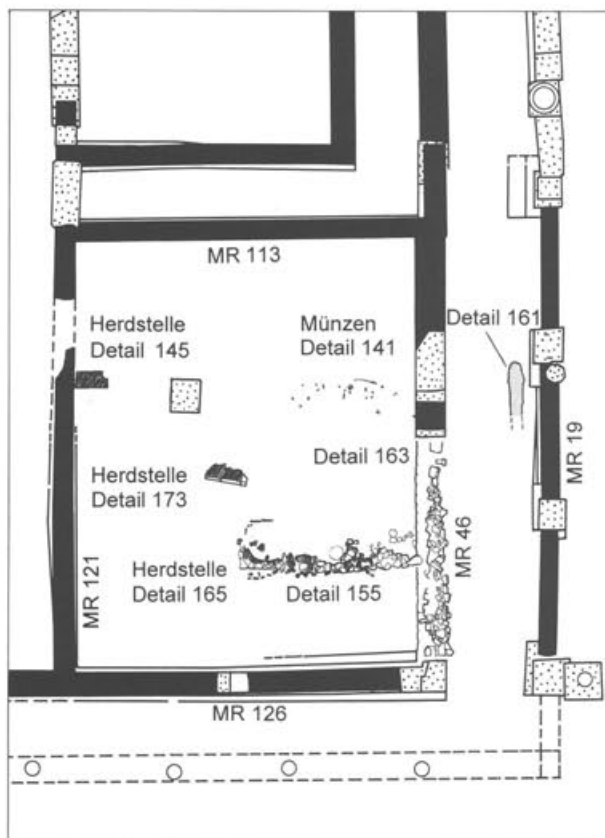 MR 113
Herdstelle
Detail 145
Münzen
Detail 141
Detail 161
MR 19
Detail 163
Herdstelle
Detail 173
MR 46
MR 121
Herdstelle
Detail 165
Detail 155
MR 126